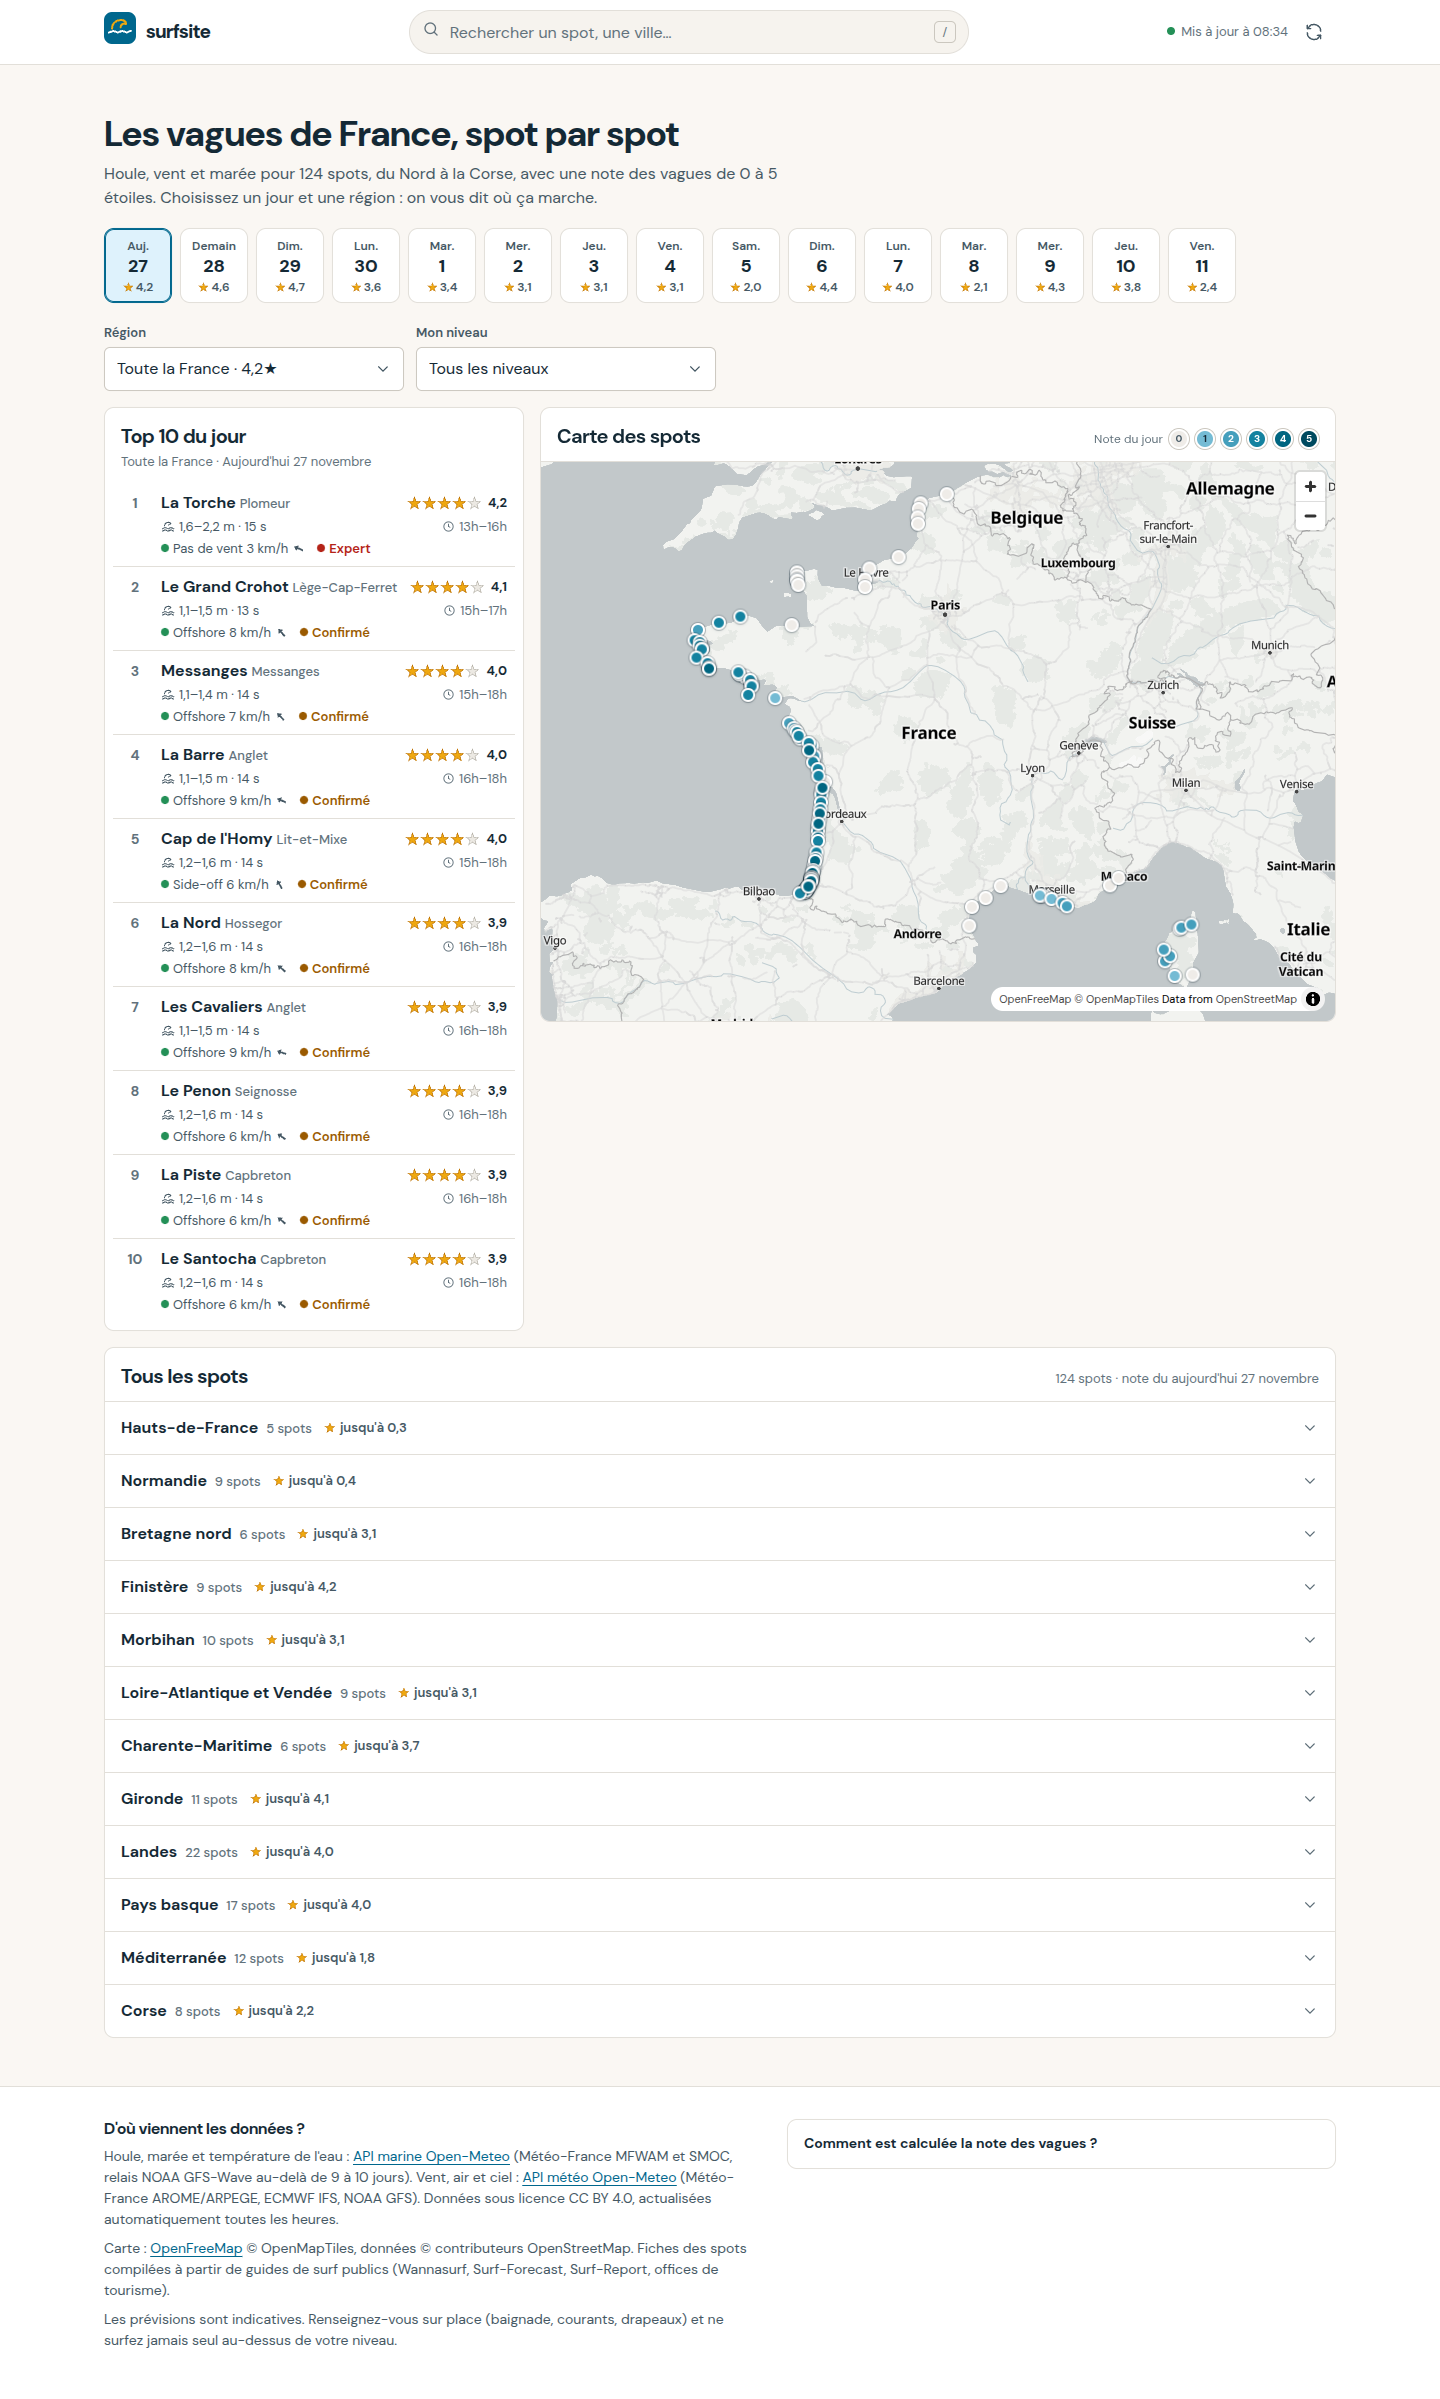 surfsite
Rechercher un spot, une ville…
/
Mis à jour à 08:34
Les vagues de France, spot par spot
Houle, vent et marée pour 124 spots, du Nord à la Corse, avec une note des vagues de 0 à 5
étoiles. Choisissez un jour et une région : on vous dit où ça marche.
Auj. Demain Dim. Lun. Mar. Mer. Jeu. Ven. Sam. Dim. Lun. Mar. Mer. Jeu. Ven.
27 28 29 30 1 2 3 4 5 6 7 8 9 10 11
★ 4,2 ★ 4,6 ★ 4,7 ★ 3,6 ★ 3,4 ★ 3,1 ★ 3,1 ★ 3,1 ★ 2,0 ★ 4,4 ★ 4,0 ★ 2,1 ★ 4,3 ★ 3,8 ★ 2,4
Région Mon niveau
Toute la France · 4,2★ Tous les niveaux
Top 10 du jour
Toute la France · Aujourd'hui 27 novembre
1 La Torche Plomeur 4,2
1,6–2,2 m · 15 s 13h–16h
Pas de vent 3 km/h Expert
2 Le Grand Crohot Lège-Cap-Ferret 4,1
1,1–1,5 m · 13 s 15h–17h
Offshore 8 km/h Confirmé
3 Messanges Messanges 4,0
1,1–1,4 m · 14 s 15h–18h
Offshore 7 km/h Confirmé
4 La Barre Anglet 4,0
1,1–1,5 m · 14 s 16h–18h
Offshore 9 km/h Confirmé
5 Cap de l'Homy Lit-et-Mixe 4,0
1,2–1,6 m · 14 s 15h–18h
Side-off 6 km/h Confirmé
6 La Nord Hossegor 3,9
1,2–1,6 m · 14 s 16h–18h
Offshore 8 km/h Confirmé
7 Les Cavaliers Anglet 3,9
1,1–1,5 m · 14 s 16h–18h
Offshore 9 km/h Confirmé
8 Le Penon Seignosse 3,9
1,2–1,6 m · 14 s 16h–18h
Offshore 6 km/h Confirmé
9 La Piste Capbreton 3,9
1,2–1,6 m · 14 s 16h–18h
Offshore 6 km/h Confirmé
10 Le Santocha Capbreton 3,9
1,2–1,6 m · 14 s 16h–18h
Offshore 6 km/h Confirmé
Carte des spots
Note du jour 0 1 2 3 4 5
Allemagne
Belgique
Francfort-
sur-le-Main
Luxembourg
Paris
Munich
Zurich
Suisse
France
Genève
Lyon
Milan
Venise
Bilbao
Marseille
Vigo
Andorre
Italie
Cité du
Vatican
Barcelone
OpenFreeMap © OpenMapTiles Data from OpenStreetMap
Tous les spots
124 spots · note du aujourd'hui 27 novembre
Hauts-de-France 5 spots ★ jusqu'à 0,3
Normandie 9 spots ★ jusqu'à 0,4
Bretagne nord 6 spots ★ jusqu'à 3,1
Finistère 9 spots ★ jusqu'à 4,2
Morbihan 10 spots ★ jusqu'à 3,1
Loire-Atlantique et Vendée 9 spots ★ jusqu'à 3,1
Charente-Maritime 6 spots ★ jusqu'à 3,7
Gironde 11 spots ★ jusqu'à 4,1
Landes 22 spots ★ jusqu'à 4,0
Pays basque 17 spots ★ jusqu'à 4,0
Méditerranée 12 spots ★ jusqu'à 1,8
Corse 8 spots ★ jusqu'à 2,2
D'où viennent les données ?
Houle, marée et température de l'eau : API marine Open-Meteo (Météo-France MFWAM et SMOC,
relais NOAA GFS-Wave au-delà de 9 à 10 jours). Vent, air et ciel : API météo Open-Meteo (Météo-
France AROME/ARPEGE, ECMWF IFS, NOAA GFS). Données sous licence CC BY 4.0, actualisées
automatiquement toutes les heures.
Carte : OpenFreeMap © OpenMapTiles, données © contributeurs OpenStreetMap. Fiches des spots
compilées à partir de guides de surf publics (Wannasurf, Surf-Forecast, Surf-Report, offices de
tourisme).
Les prévisions sont indicatives. Renseignez-vous sur place (baignade, courants, drapeaux) et ne
surfez jamais seul au-dessus de votre niveau.
Comment est calculée la note des vagues ?